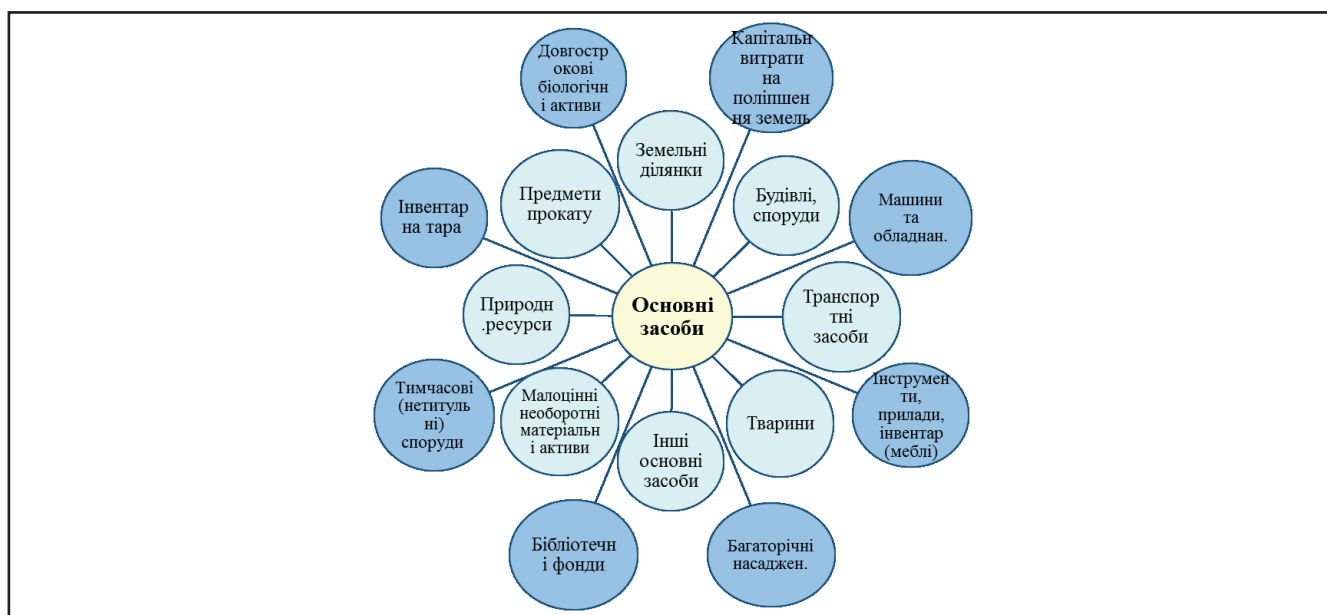 Довгостр
окові
біологічн
і активи
Капітальн
витрати
на
поліпшен
ня земель
Земельні
ділянки
Предмети
прокату
Будівлі,
споруди
Інвентар
на тара
Машини
та
обладнан.
Природн
.ресурси
Основні
засоби
Транспор
тні
засоби
Тимчасові
(нетитуль
ні)
споруди
Малоцінні
необоротні
матеріальн
і активи
Інші
основні
засоби
Тварини
Інструмен
ти,
прилади,
інвентар
(меблі)
Бібліотечн
і фонди
Багаторічні
насаджен.